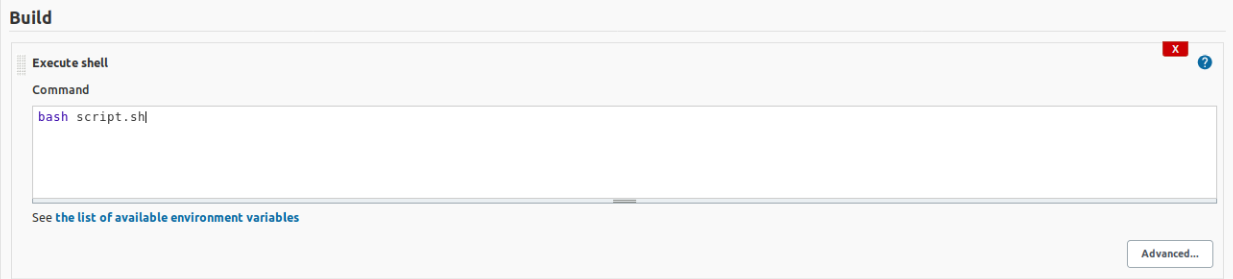 Build
X
Execute shell
?
Command
bash script.sh
See the list of available environment variables
Advanced...